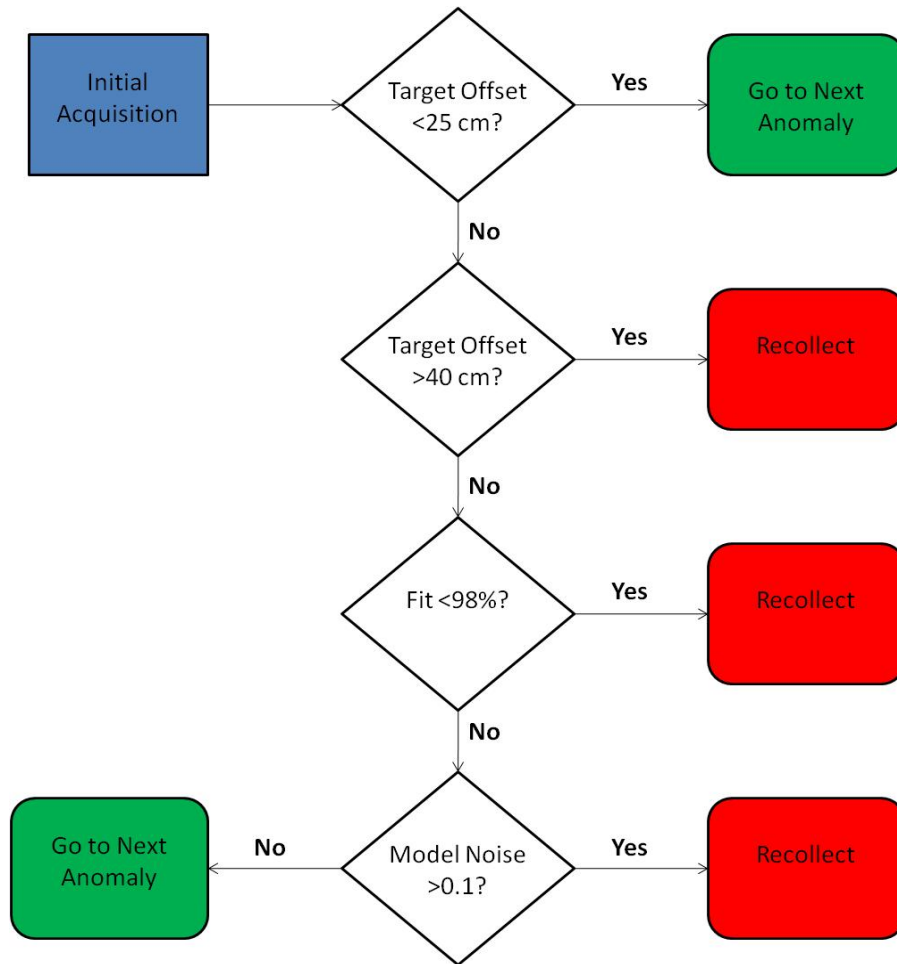 Initial
Acquisition
Target Offset
<25 cm?
Yes
Go to Next
Anomaly
No
Target Offset
>40 cm?
Yes
Recollect
No
Fit <98%?
Yes
Recollect
No
Go to Next
Anomaly
No
Model Noise
>0.1?
Yes
Recollect